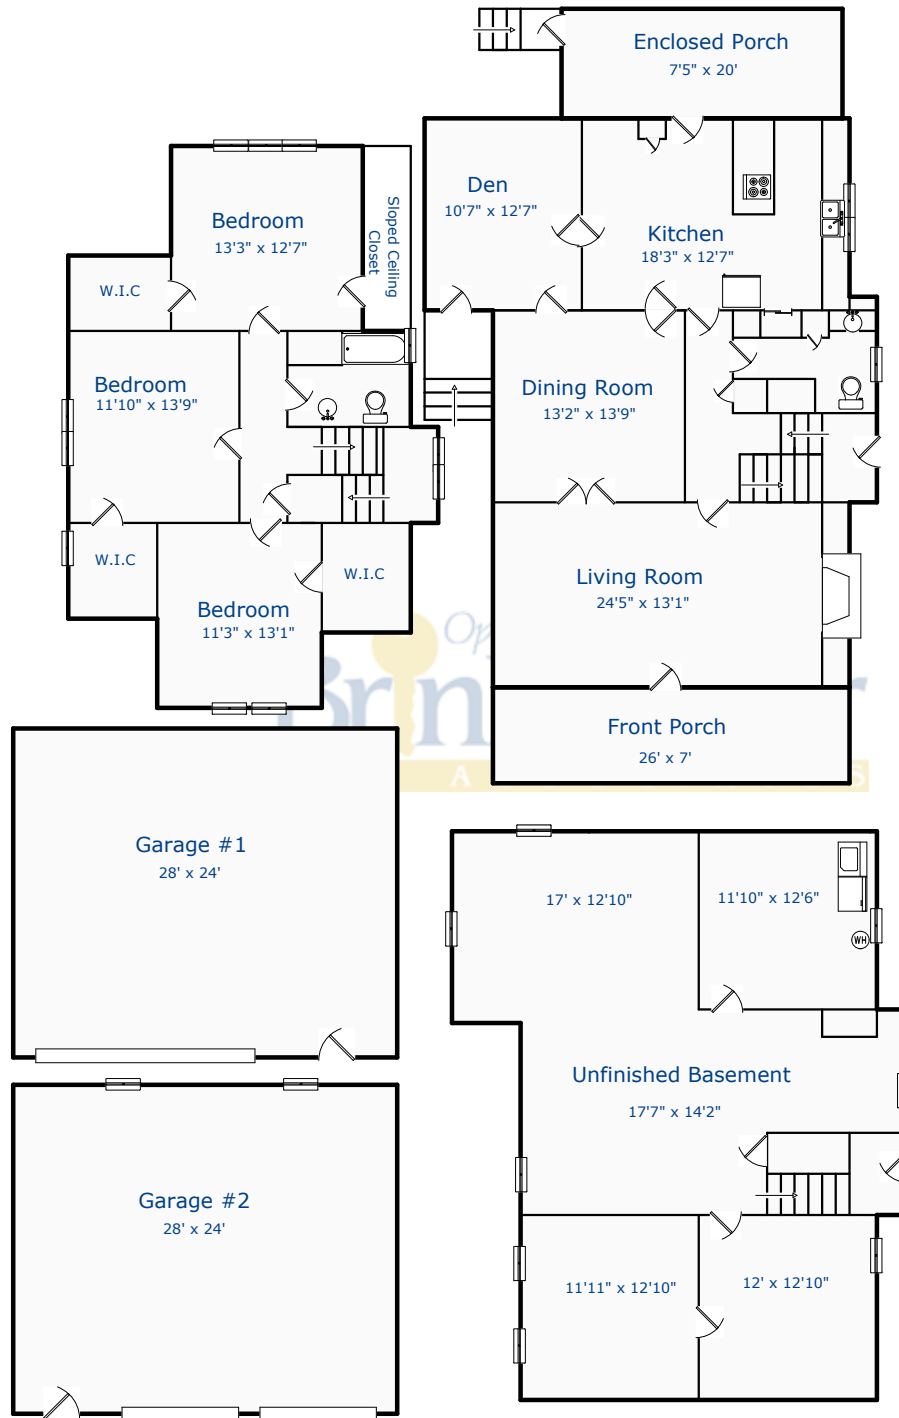 Enclosed Porch
7'5" x 20'
Den
10'7" x 12'7"
Kitchen
18'3" x 12'7"
Bedroom
13'3" x 12'7"
Sloped Ceiling
Closet
W.I.C
Bedroom
11'10" x 13'9"
Dining Room
13'2" x 13'9"
W.I.C
W.I.C
Bedroom
11'3" x 13'1"
Living Room
24'5" x 13'1"
Front Porch
26' x 7'
Garage #1
28' x 24'
17' x 12'10"
11'10" x 12'6"
WH
Unfinished Basement
17'7" x 14'2"
Garage #2
28' x 24'
11'11" x 12'10"
12' x 12'10"